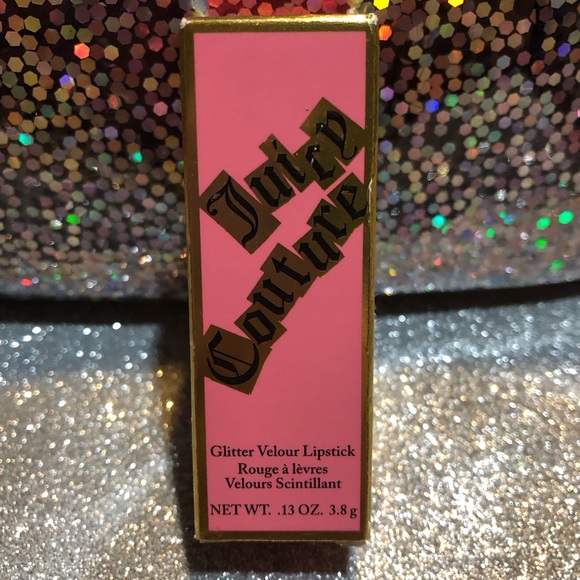 Juicy
Couture
Glitter Velour Lipstick
Rouge à lèvres
Velours Scintillant
NET WT. .13 OZ. 3.8 g